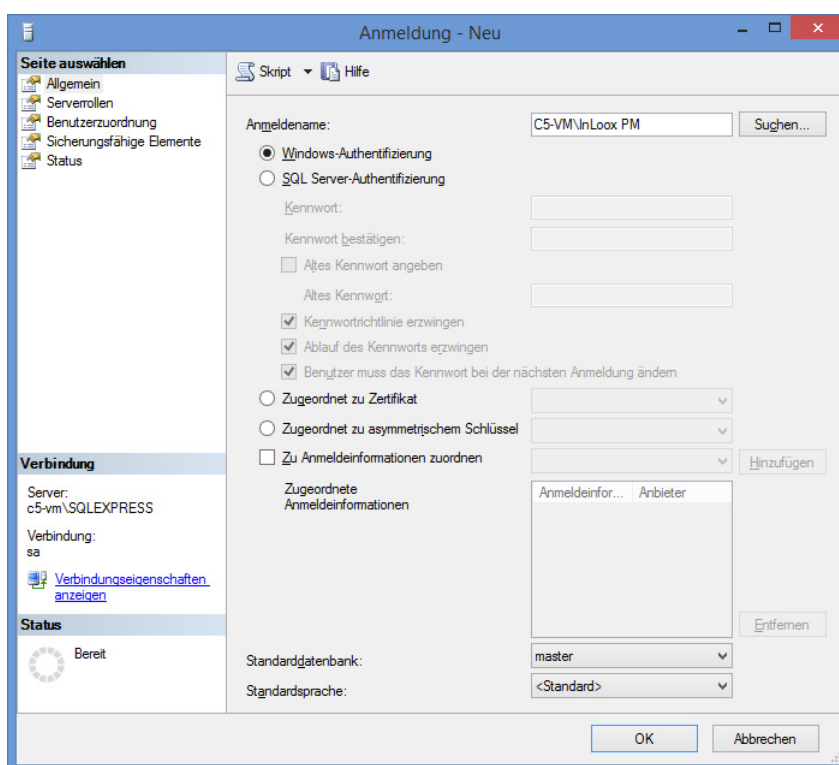 Anmeldung - Neu
Seite auswählen
Allgemein
Serverrollen
Benutzerzuordnung
Sicherungsfähige Elemente
Status
Skript
Hilfe
Anmeldename:
C5-VM\InLoox PM
Suchen...
Windows-Authentifizierung
SQL Server-Authentifizierung
Kennwort:
Kennwort bestätigen:
Altes Kennwort angeben
Altes Kennwort:
Kennwortrichtlinie erzwingen
Ablauf des Kennworts erzwingen
Benutzer muss das Kennwort bei der nächsten Anmeldung ändern
Zugeordnet zu Zertifikat
Zugeordnet zu asymmetrischem Schlüssel
Zu Anmeldeinformationen zuordnen
Hinzufügen
Zugeordnete
Anmeldeinformationen
Anmeldeinfor... Anbieter
Entfernen
Standarddatenbank:
master
Standardsprache:
<Standard>
Verbindung
Server:
c5-vm\SQLEXPRESS
Verbindung:
sa
Verbindungseigenschaften
anzeigen
Status
Bereit
OK
Abbrechen